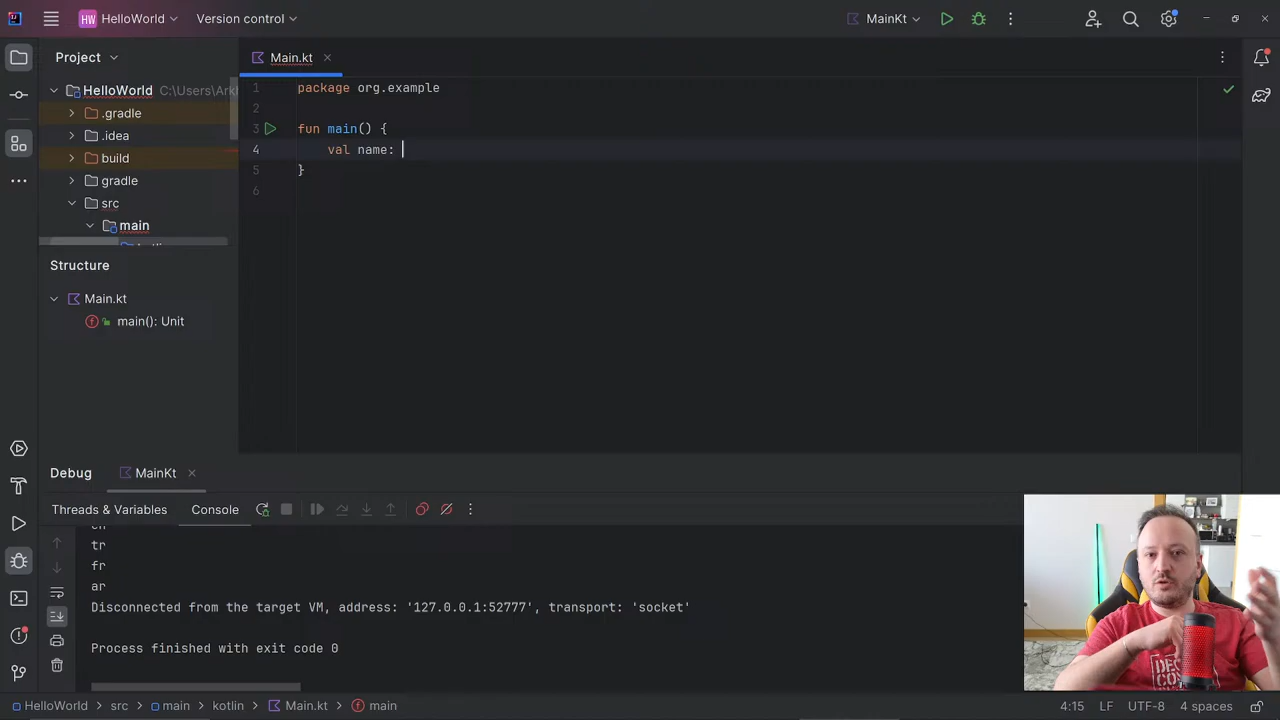 HW HelloWorld Version control MainKt
Project
Main.kt
HelloWorld C:\Users\Ark
.gradle
.idea
build
gradle
src
main
1 package org.example
2
3 fun main() {
4 val name:
5 }
6
Structure
Main.kt
main(): Unit
Debug MainKt
Threads & Variables Console
tr
fr
ar
Disconnected from the target VM, address: '127.0.0.1:52777', transport: 'socket'
Process finished with exit code 0
HelloWorld src main kotlin Main.kt main 4:15 LF UTF-8 4 spaces